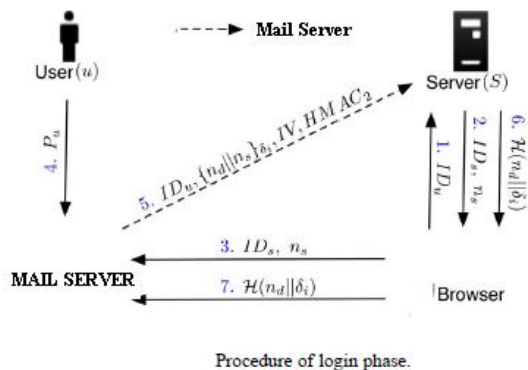 Mail Server
User(u)
Server(S)
4. P_u
5. ID_u, {n_d||n_s}_{δ_i}, IV, HMAC_2
1. ID_u
2. ID_s, n_s
6. H(n_d||δ_i)
3. ID_s, n_s
MAIL SERVER
7. H(n_d||δ_i)
Browser
Procedure of login phase.